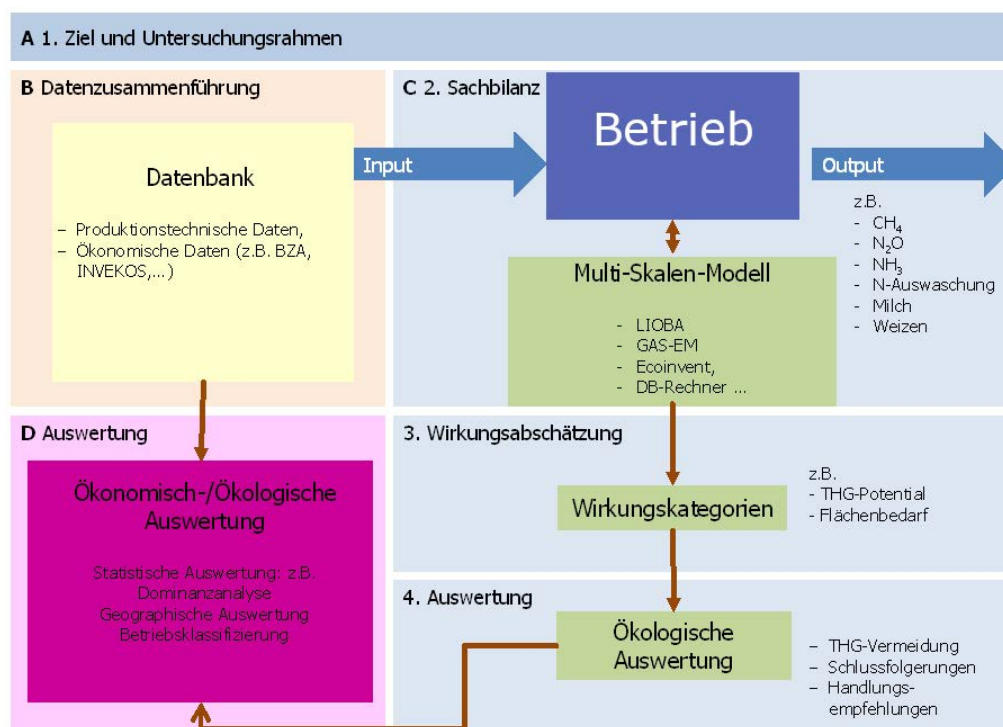 A 1. Ziel und Untersuchungsrahmen
B Datenzusammenführung
Datenbank
– Produktionstechnische Daten,
– Ökonomische Daten (z.B. BZA,
INVEKOS,...)
C 2. Sachbilanz
Input
Betrieb
Output
z.B.
- CH₄
- N₂O
- NH₃
- N-Auswaschung
- Milch
- Weizen
Multi-Skalen-Modell
- LIOBA
- GAS-EM
- Ecoinvent,
- DB-Rechner ...
D Auswertung
Ökonomisch-/Ökologische
Auswertung
Statistische Auswertung: z.B.
Dominanzanalyse
Geographische Auswertung
Betriebsklassifizierung
3. Wirkungsabschätzung
Wirkungskategorien
z.B.
- THG-Potential
- Flächenbedarf
4. Auswertung
Ökologische
Auswertung
– THG-Vermeidung
– Schlussfolgerungen
– Handlungs-
empfehlungen